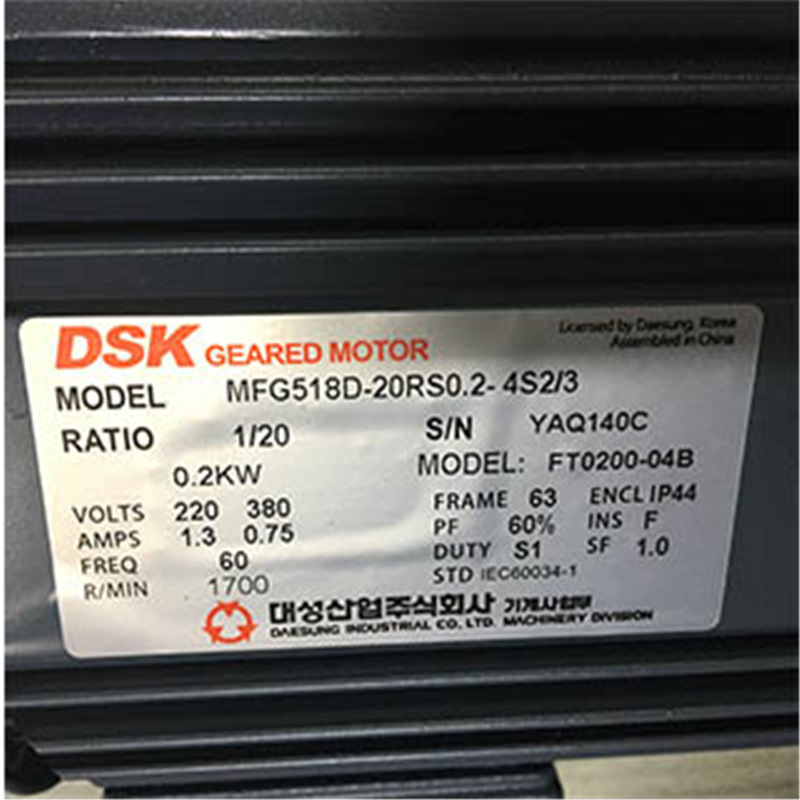 DSK GEARED MOTOR
Licensed by Daesung, Korea
Assembled in China
MODEL MFG518D-20RS0.2- 4S2/3
RATIO 1/20 S/N YAQ140C
0.2KW MODEL: FT0200-04B
VOLTS 220 380 FRAME 63 ENCL IP44
AMPS 1.3 0.75 PF 60% INS F
FREQ 60 DUTY S1 SF 1.0
R/MIN 1700 STD IEC60034-1
대성산업주식회사 기계사업부
DAESUNG INDUSTRIAL CO, LTD. MACHINERY DIVISION